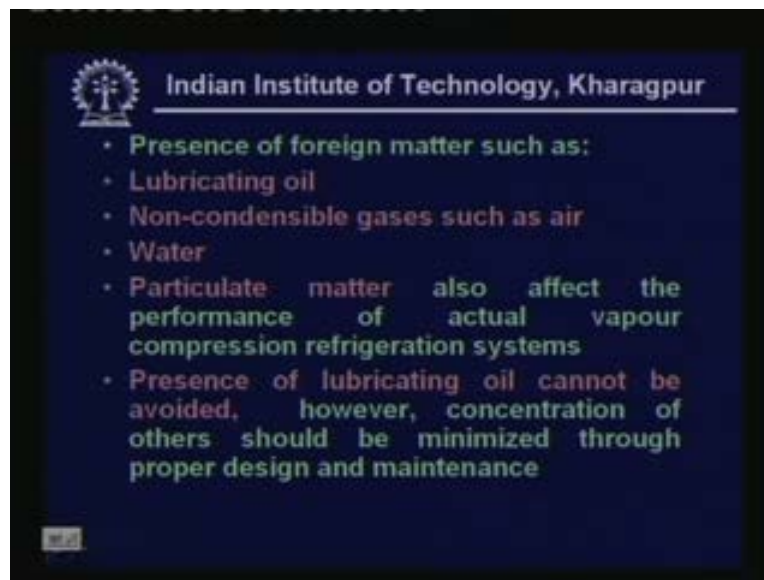 Indian Institute of Technology, Kharagpur
• Presence of foreign matter such as:
• Lubricating oil
• Non-condensible gases such as air
• Water
• Particulate matter also affect the
performance of actual vapour
compression refrigeration systems
• Presence of lubricating oil cannot be
avoided, however, concentration of
others should be minimized through
proper design and maintenance